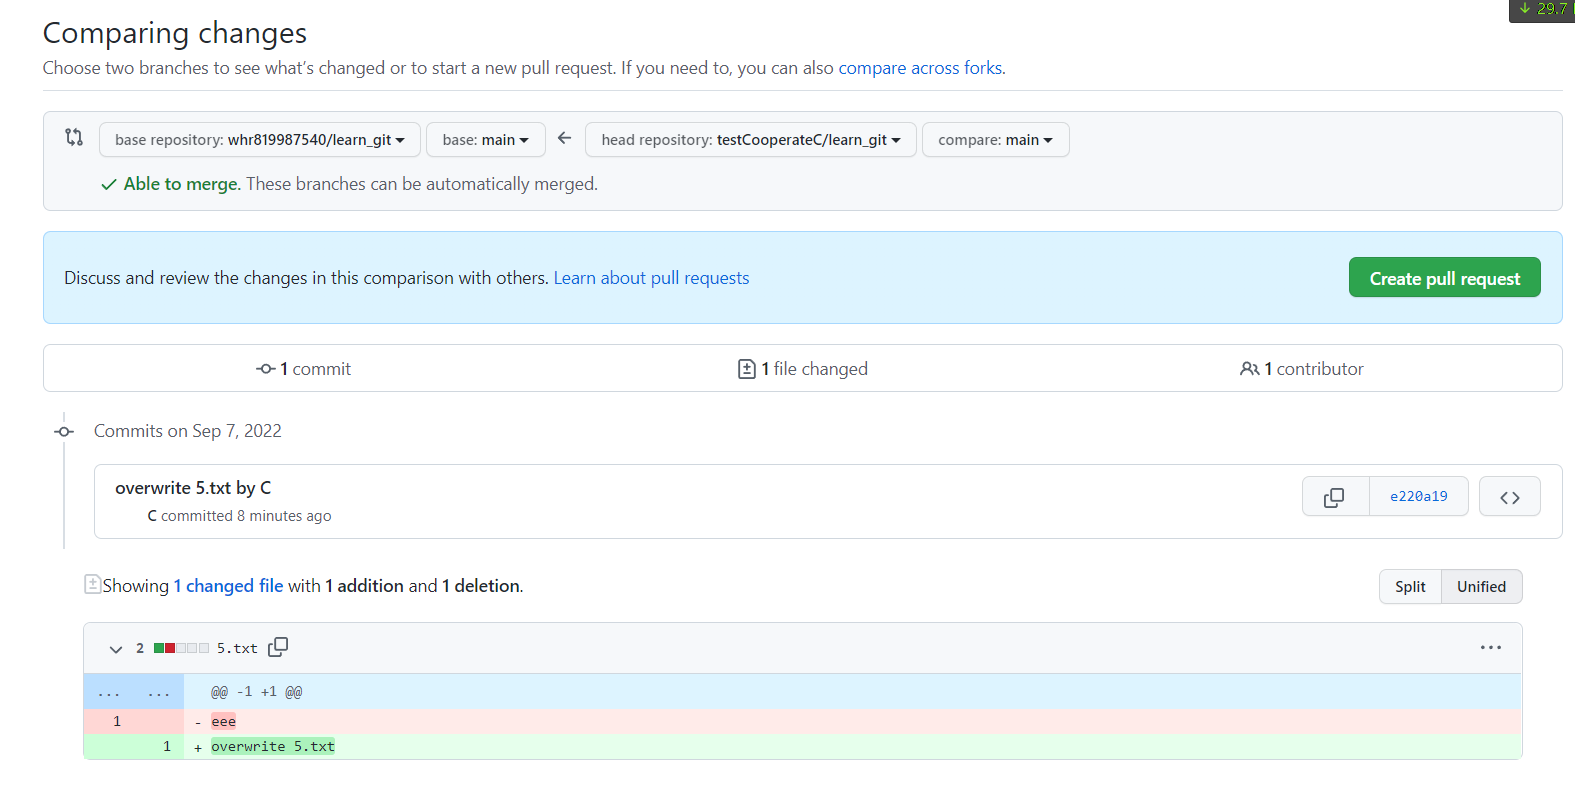 ↓ 29.7
Comparing changes
Choose two branches to see what's changed or to start a new pull request. If you need to, you can also compare across forks.
base repository: whr819987540/learn_git base: main ← head repository: testCooperateC/learn_git compare: main
✓ Able to merge. These branches can be automatically merged.
Discuss and review the changes in this comparison with others. Learn about pull requests Create pull request
1 commit 1 file changed 1 contributor
Commits on Sep 7, 2022
overwrite 5.txt by C e220a19 <>
C committed 8 minutes ago
Showing 1 changed file with 1 addition and 1 deletion. Split Unified
2 5.txt ...
... ... @@ -1 +1 @@
1 - eee
1 + overwrite 5.txt